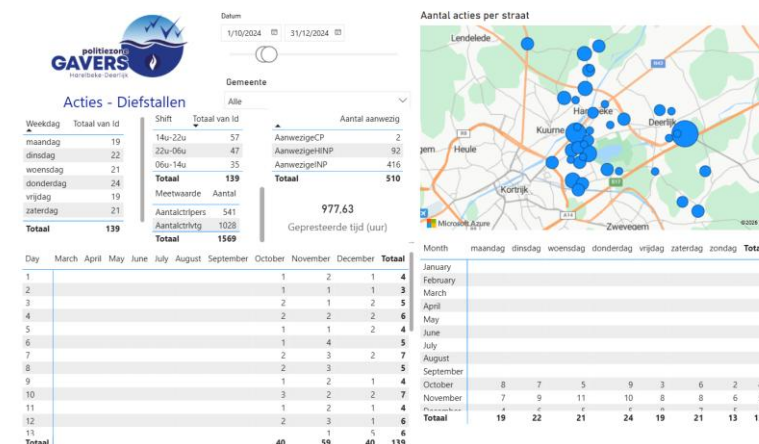 politiezone
GAVERS
Harelbeke-Deerlijk
Acties - Diefstallen
Datum
1/10/2024 31/12/2024
Gemeente
Alle
Weekdag Totaal van Id
maandag 19
dinsdag 22
woensdag 21
donderdag 24
vrijdag 19
zaterdag 21
Totaal 139
Shift Totaal van Id
14u-22u 57
22u-06u 47
06u-14u 35
Totaal 139
Meetwaarde Aantal
Aantalctrlpers 541
Aantalctrlvtg 1028
Totaal 1569
Aantal aanwezig
AanwezigeCP 2
AanwezigeHINP 92
AanwezigeINP 416
Totaal 510
977.63
Gepresteerde tijd (uur)
Day March April May June July August September October November December Totaal
1 1 2 1 4
2 1 1 1 3
3 2 1 2 5
4 2 2 2 6
5 1 1 2 4
6 1 4 5
7 2 3 2 7
8 2 3 5
9 1 2 1 4
10 3 2 2 7
11 1 2 1 4
12 2 3 1 6
13 1 5 6
Totaal 40 59 40 139
Aantal acties per straat
Lendelede
Kuurne
Deerlijk
Heule
Kortrijk
Zwevegem
Microsoft Azure
©2026
Month maandag dinsdag woensdag donderdag vrijdag zaterdag zondag
January
February
March
April
May
June
July
August
September
October 8 7 5 9 3 6 2
November 7 9 11 10 8 8 6
Totaal 19 22 21 24 19 21 13